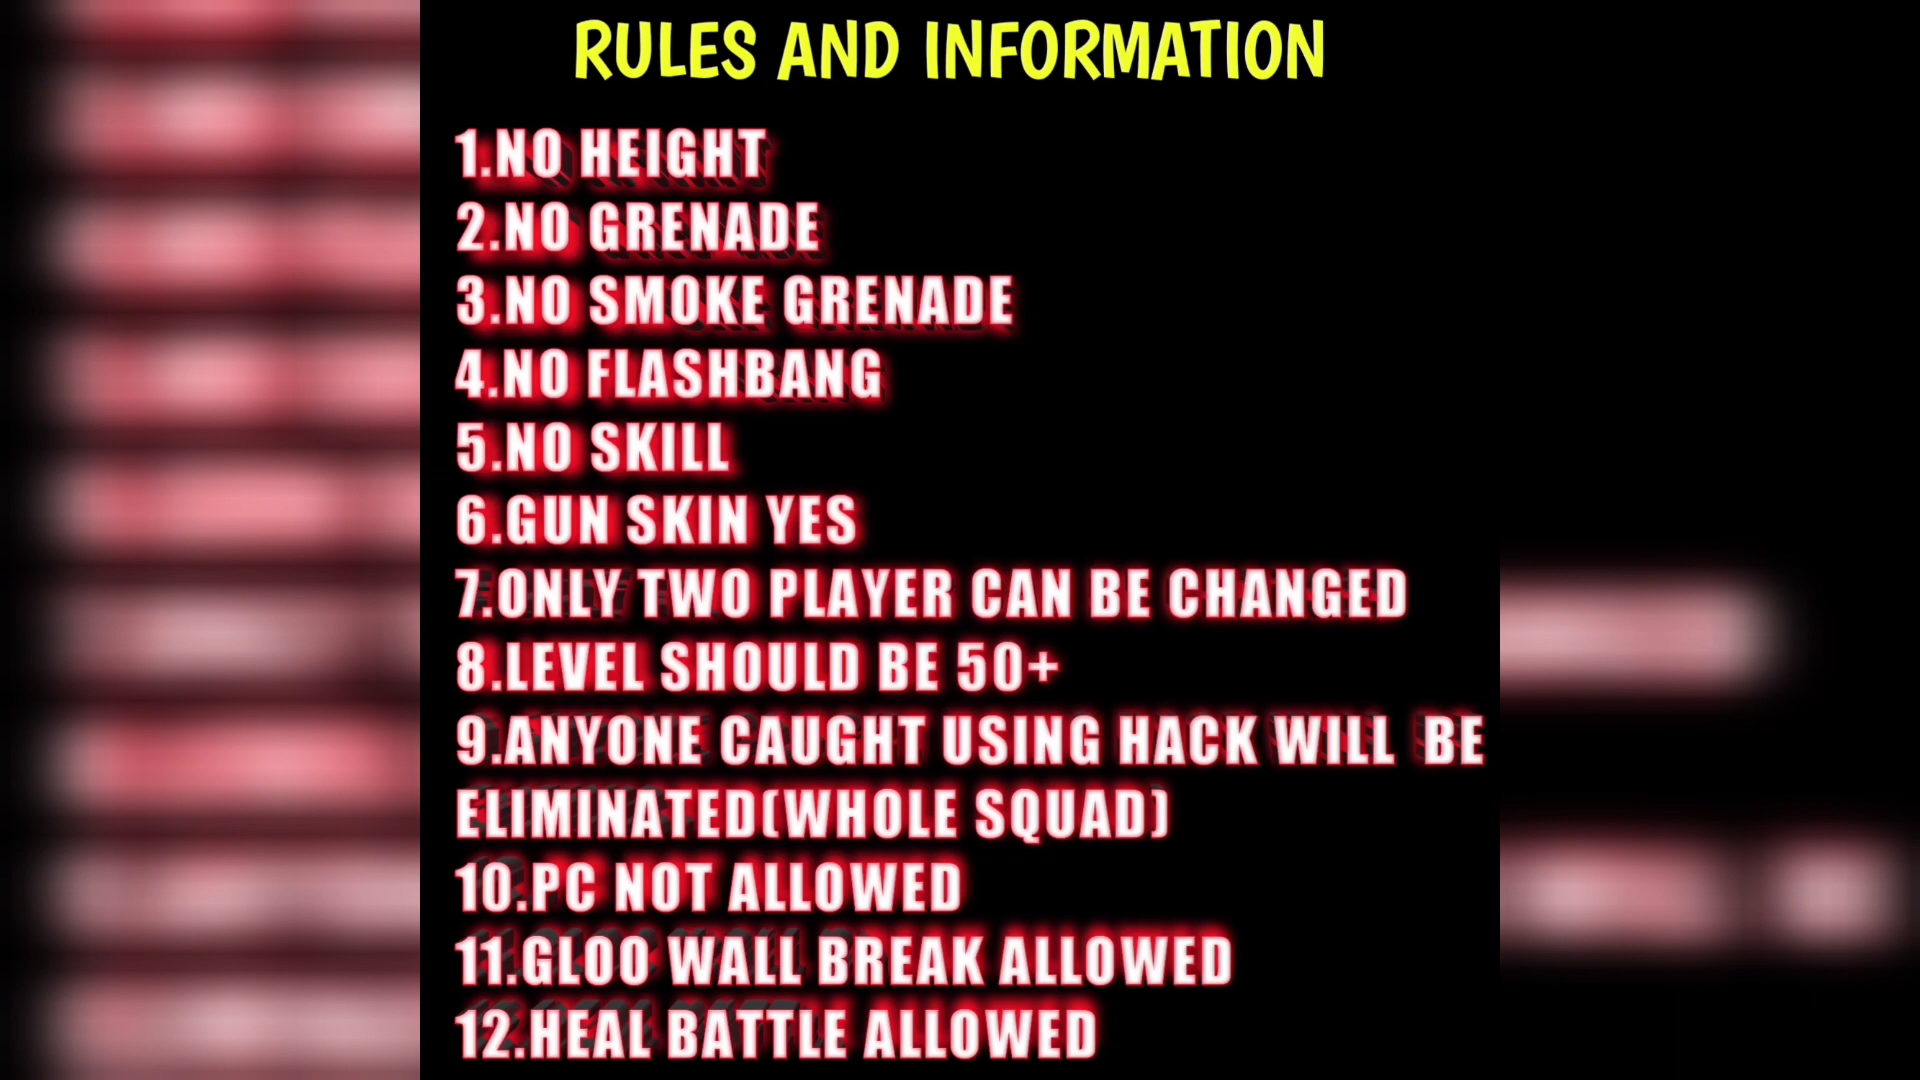 RULES AND INFORMATION
1.NO HEIGHT
2.NO GRENADE
3.NO SMOKE GRENADE
4.NO FLASHBANG
5.NO SKILL
6.GUN SKIN YES
7.ONLY TWO PLAYER CAN BE CHANGED
8.LEVEL SHOULD BE 50+
9.ANYONE CAUGHT USING HACK WILL BE
ELIMINATED(WHOLE SQUAD)
10.PC NOT ALLOWED
11.GLOO WALL BREAK ALLOWED
12.HEAL BATTLE ALLOWED